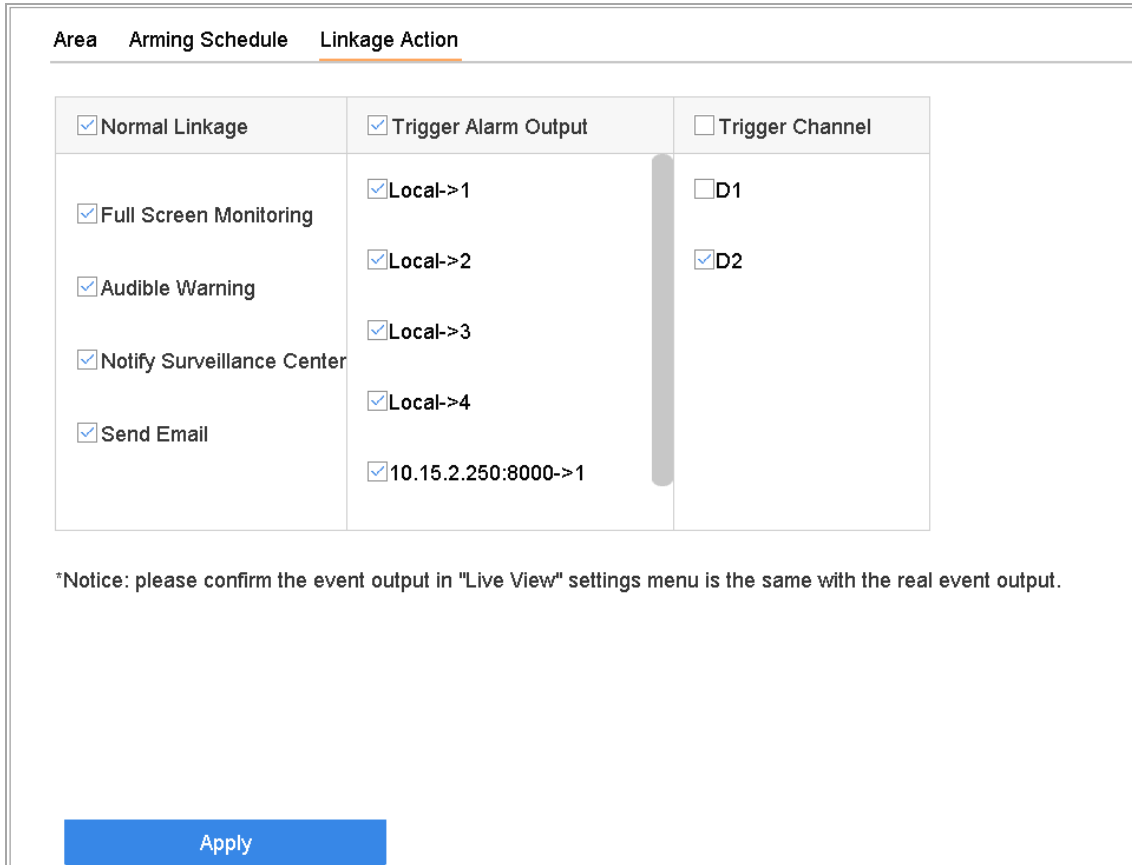 Area Arming Schedule Linkage Action
Normal Linkage Trigger Alarm Output Trigger Channel
Full Screen Monitoring
Audible Warning
Notify Surveillance Center
Send Email
Local->1
Local->2
Local->3
Local->4
10.15.2.250:8000->1
D1
D2
*Notice: please confirm the event output in "Live View" settings menu is the same with the real event output.
Apply